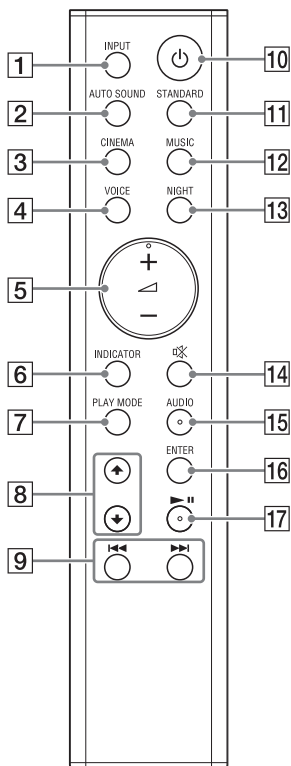 INPUT
1
10
AUTO SOUND STANDARD
2
11
CINEMA MUSIC
3
12
VOICE NIGHT
4
13
+
5
−
INDICATOR
6
14
PLAY MODE AUDIO
7
15
ENTER
8
16
17
9